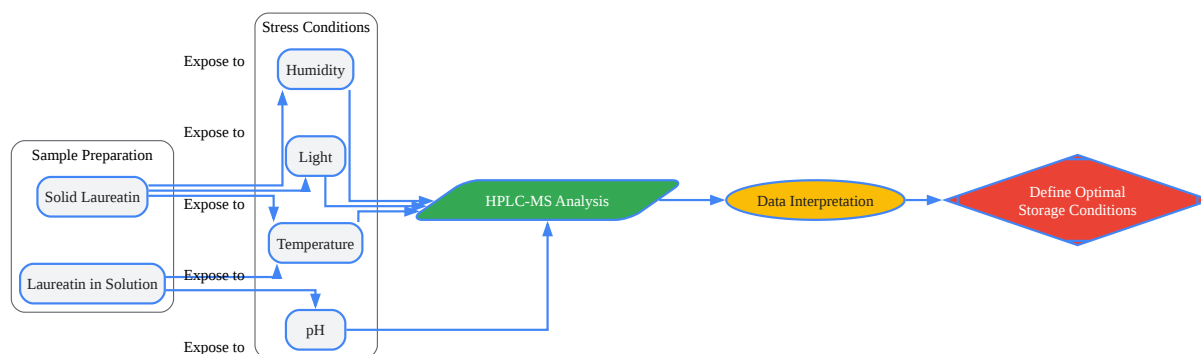 Stress Conditions
Expose to
Humidity
Expose to
Light
Sample Preparation
Solid Laureatin
Expose to
Temperature
HPLC-MS Analysis
Data Interpretation
Define Optimal
Storage Conditions
Expose to
Laureatin in Solution
pH
Expose to